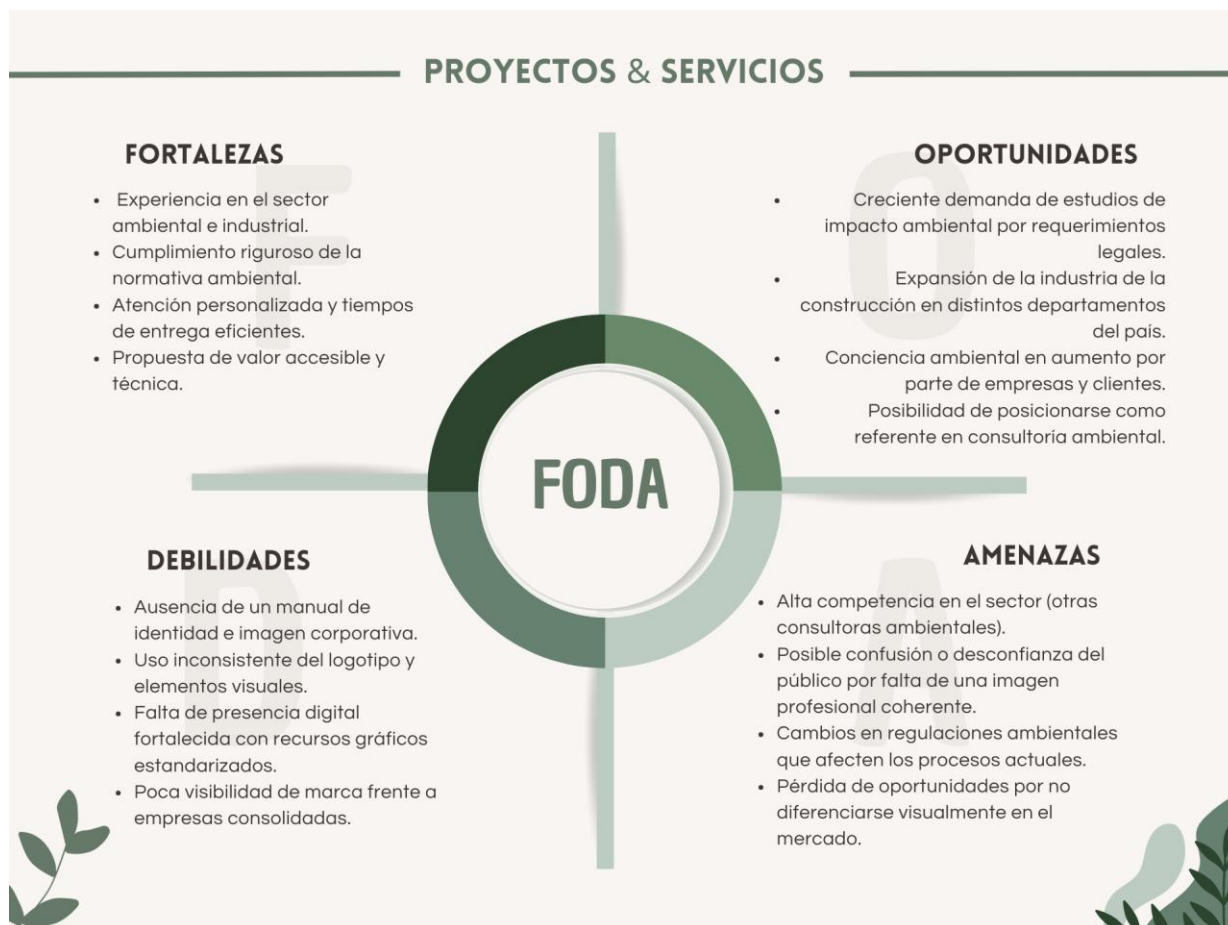 PROYECTOS & SERVICIOS
FORTALEZAS
• Experiencia en el sector
ambiental e industrial.
• Cumplimiento riguroso de la
normativa ambiental.
• Atención personalizada y tiempos
de entrega eficientes.
• Propuesta de valor accesible y
técnica.
OPORTUNIDADES
• Creciente demanda de estudios de
impacto ambiental por requerimientos
legales.
• Expansión de la industria de la
construcción en distintos departamentos
del país.
• Conciencia ambiental en aumento por
parte de empresas y clientes.
• Posibilidad de posicionarse como
referente en consultoría ambiental.
FODA
DEBILIDADES
• Ausencia de un manual de
identidad e imagen corporativa.
• Uso inconsistente del logotipo y
elementos visuales.
• Falta de presencia digital
fortalecida con recursos gráficos
estandarizados.
• Poca visibilidad de marca frente a
empresas consolidadas.
AMENAZAS
• Alta competencia en el sector (otras
consultoras ambientales).
• Posible confusión o desconfianza del
público por falta de una imagen
profesional coherente.
• Cambios en regulaciones ambientales
que afecten los procesos actuales.
• Pérdida de oportunidades por no
diferenciarse visualmente en el
mercado.
F
O
D
A